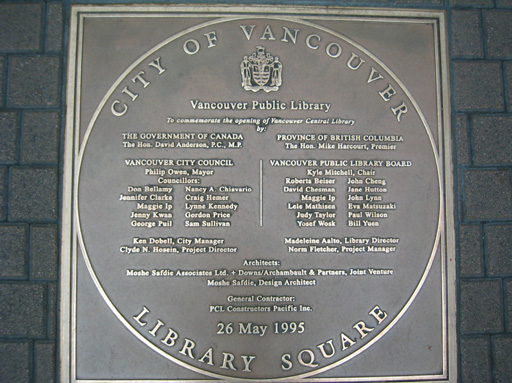 CITY OF VANCOUVER
Vancouver Public Library
To commemorate the opening of Vancouver Central Library
by:
THE GOVERNMENT OF CANADA
The Hon. David Anderson, P.C., M.P.
PROVINCE OF BRITISH COLUMBIA
The Hon. Mike Harcourt, Premier
VANCOUVER CITY COUNCIL
Philip Owen, Mayor
Councillors:
Don Bellamy Nancy A. Chiavario
Jennifer Clarke Craig Hemer
Maggie Ip Lynne Kennedy
Jenny Kwan Gordon Price
George Puil Sam Sullivan
VANCOUVER PUBLIC LIBRARY BOARD
Kyle Mitchell, Chair
Roberta Beiser John Cheng
David Chesman Jane Hutton
Maggie Ip John Lynn
Lele Mathisen Eva Matsuzaki
Judy Taylor Paul Wilson
Yosef Wosk Bill Yuen
Ken Dobell, City Manager
Clyde N. Hosein, Project Director
Madeleine Aalto, Library Director
Norm Fletcher, Project Manager
Architects:
Moshe Safdie Associates Ltd. + Downs/Archambault & Partners, Joint Venture
Moshe Safdie, Design Architect
General Contractor:
PCL Constructors Pacific Inc.
26 May 1995
LIBRARY SQUARE